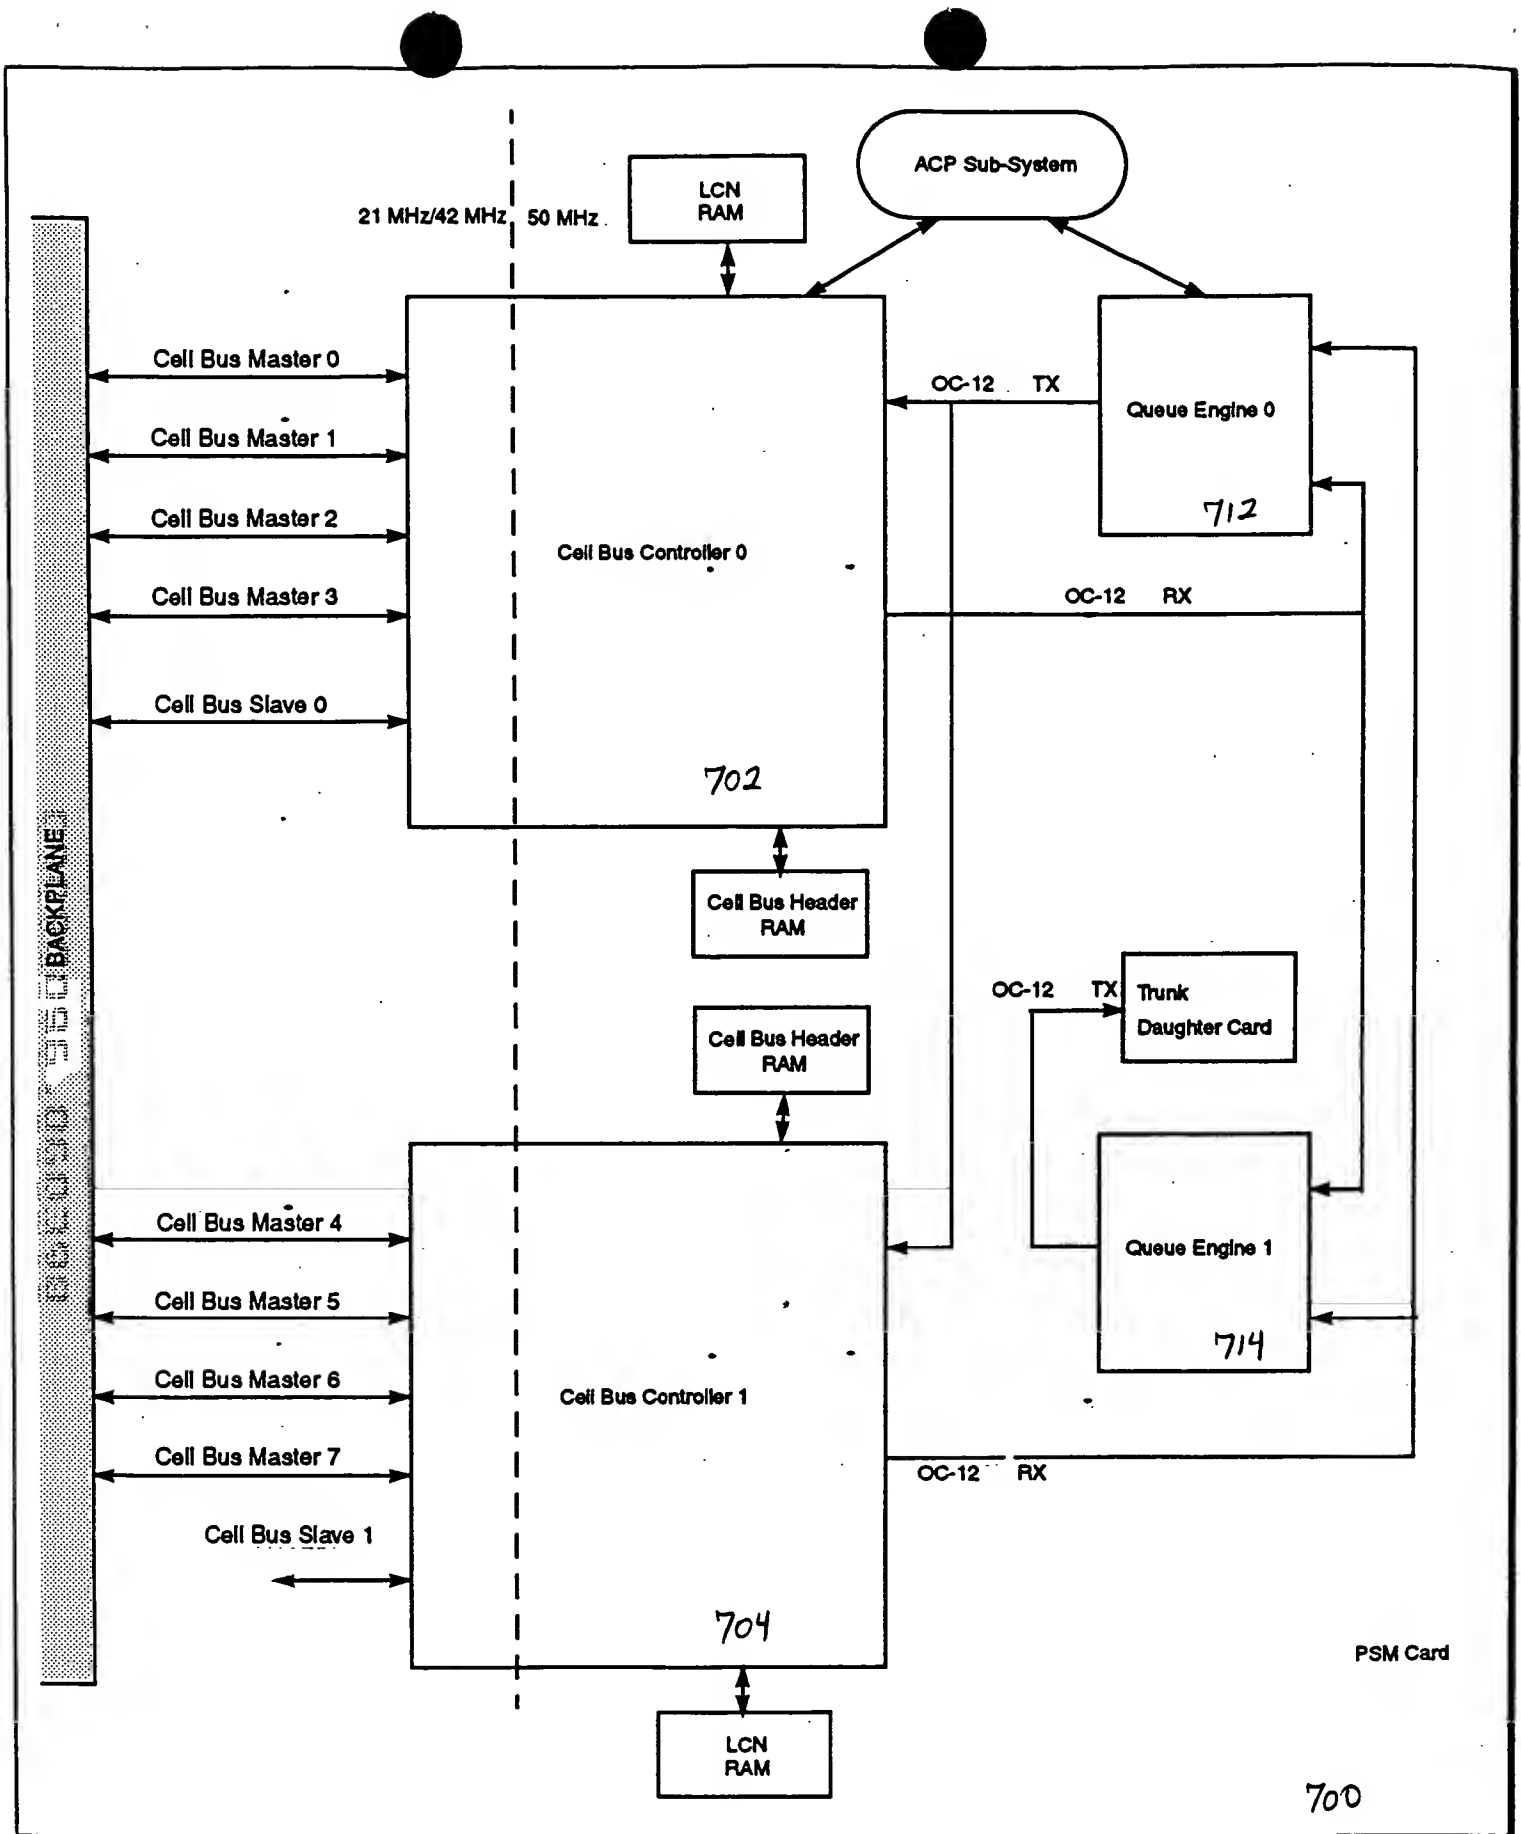 ACP Sub-System
LCN
RAM
21 MHz/42 MHz
50 MHz
Cell Bus Master 0
OC-12 TX
Queue Engine 0
Cell Bus Master 1
Cell Bus Master 2
712
Cell Bus Controller 0
Cell Bus Master 3
OC-12 RX
Cell Bus Slave 0
702
BACKPLANE
Cell Bus Header
RAM
OC-12 TX
Trunk
Daughter Card
Cell Bus Header
RAM
Cell Bus Master 4
Queue Engine 1
Cell Bus Master 5
714
Cell Bus Master 6
Cell Bus Controller 1
Cell Bus Master 7
OC-12 RX
Cell Bus Slave 1
704
PSM Card
LCN
RAM
700